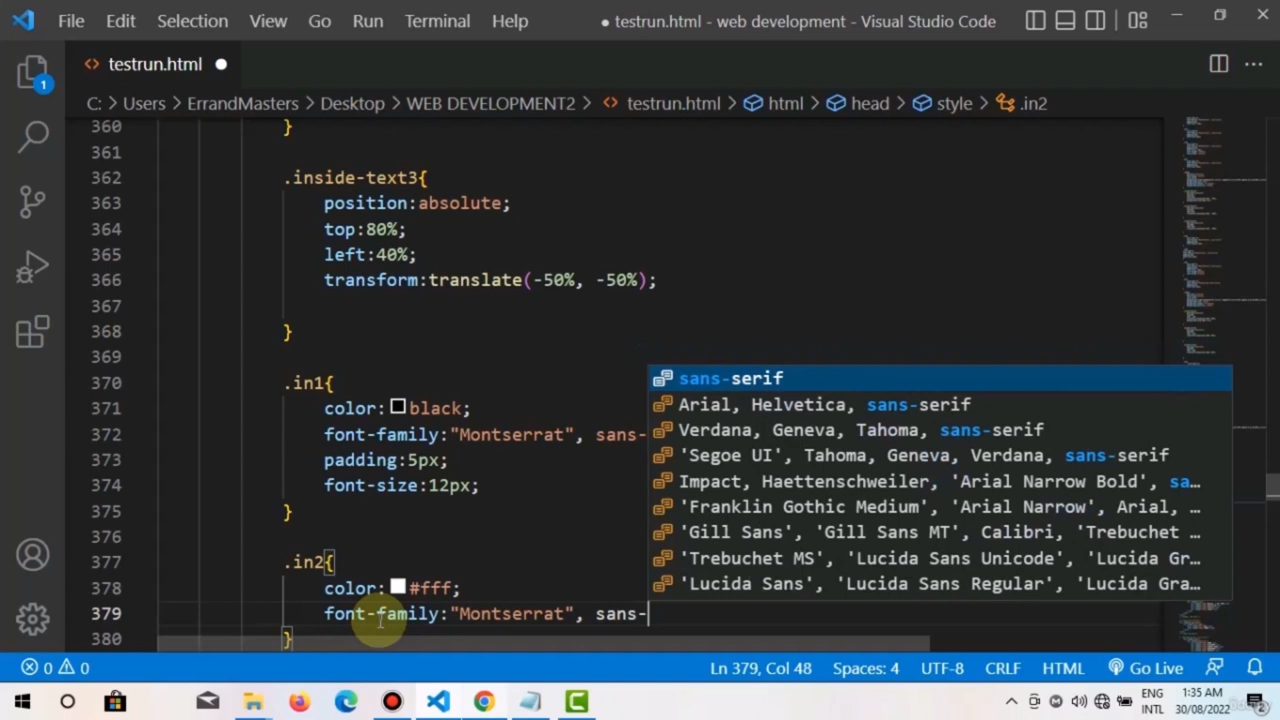 File Edit Selection View Go Run Terminal Help ● testrun.html - web development - Visual Studio Code
testrun.html
C: > Users > ErrandMasters > Desktop > WEB DEVELOPMENT2 > testrun.html > html > head > style > .in2
1
360 }
361
362 .inside-text3{
363 position:absolute;
364 top:80%;
365 left:40%;
366 transform:translate(-50%, -50%);
367
368 }
369
370 .in1{
371 color:black;
372 font-family:"Montserrat", sans-
373 padding:5px;
374 font-size:12px;
375 }
376
377 .in2{
378 color:#fff;
379 font-family:"Montserrat", sans-
380 }
sans-serif
Arial, Helvetica, sans-serif
Verdana, Geneva, Tahoma, sans-serif
'Segoe UI', Tahoma, Geneva, Verdana, sans-serif
Impact, Haettenschweiler, 'Arial Narrow Bold', sa…
'Franklin Gothic Medium', 'Arial Narrow', Arial, …
'Gill Sans', 'Gill Sans MT', Calibri, 'Trebuchet …
'Trebuchet MS', 'Lucida Sans Unicode', 'Lucida Gr…
'Lucida Sans', 'Lucida Sans Regular', 'Lucida Gra…
0 0 Ln 379, Col 48 Spaces: 4 UTF-8 CRLF HTML Go Live
ENG 1:35 AM
INTL 30/08/2022 2